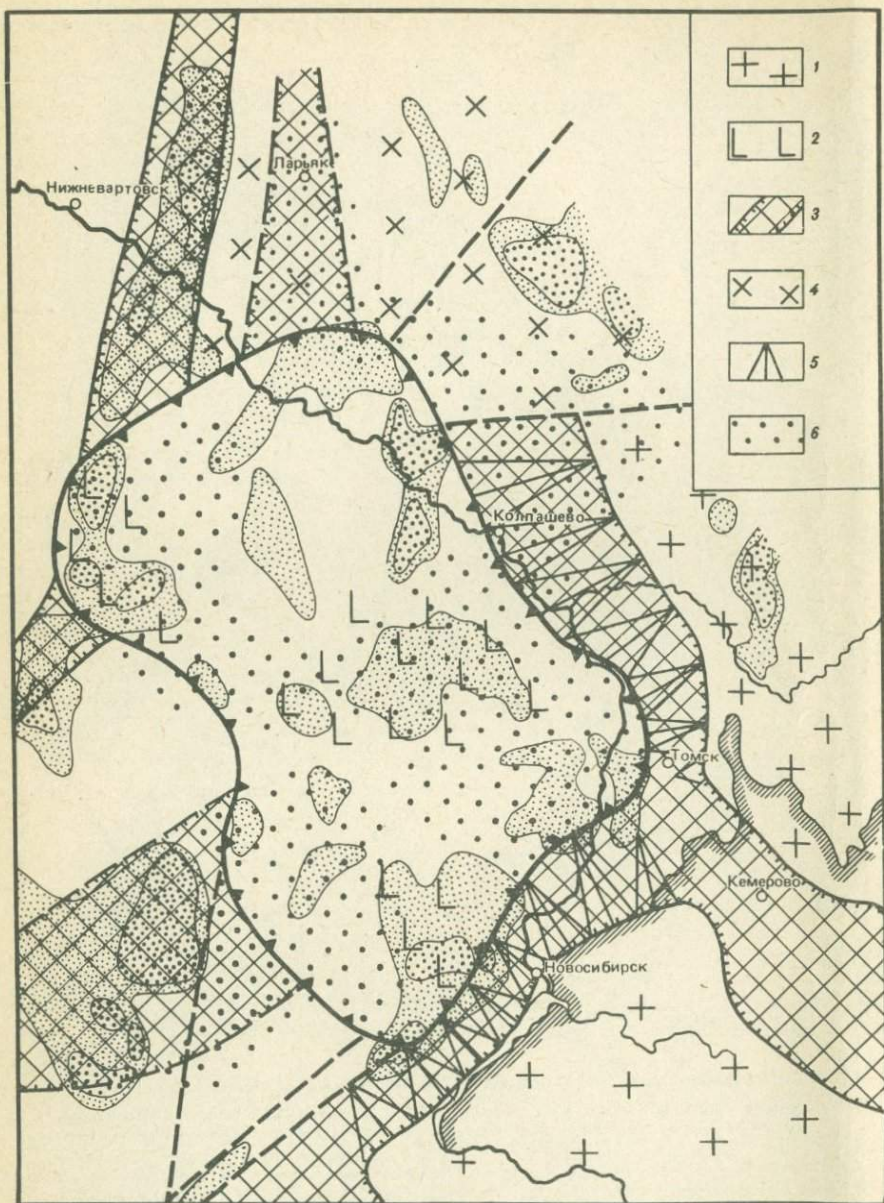 1
2
3
4
5
6
Ларьяк
Нижневартовск
Колпашево
Томск
Кемерово
Новосибирск